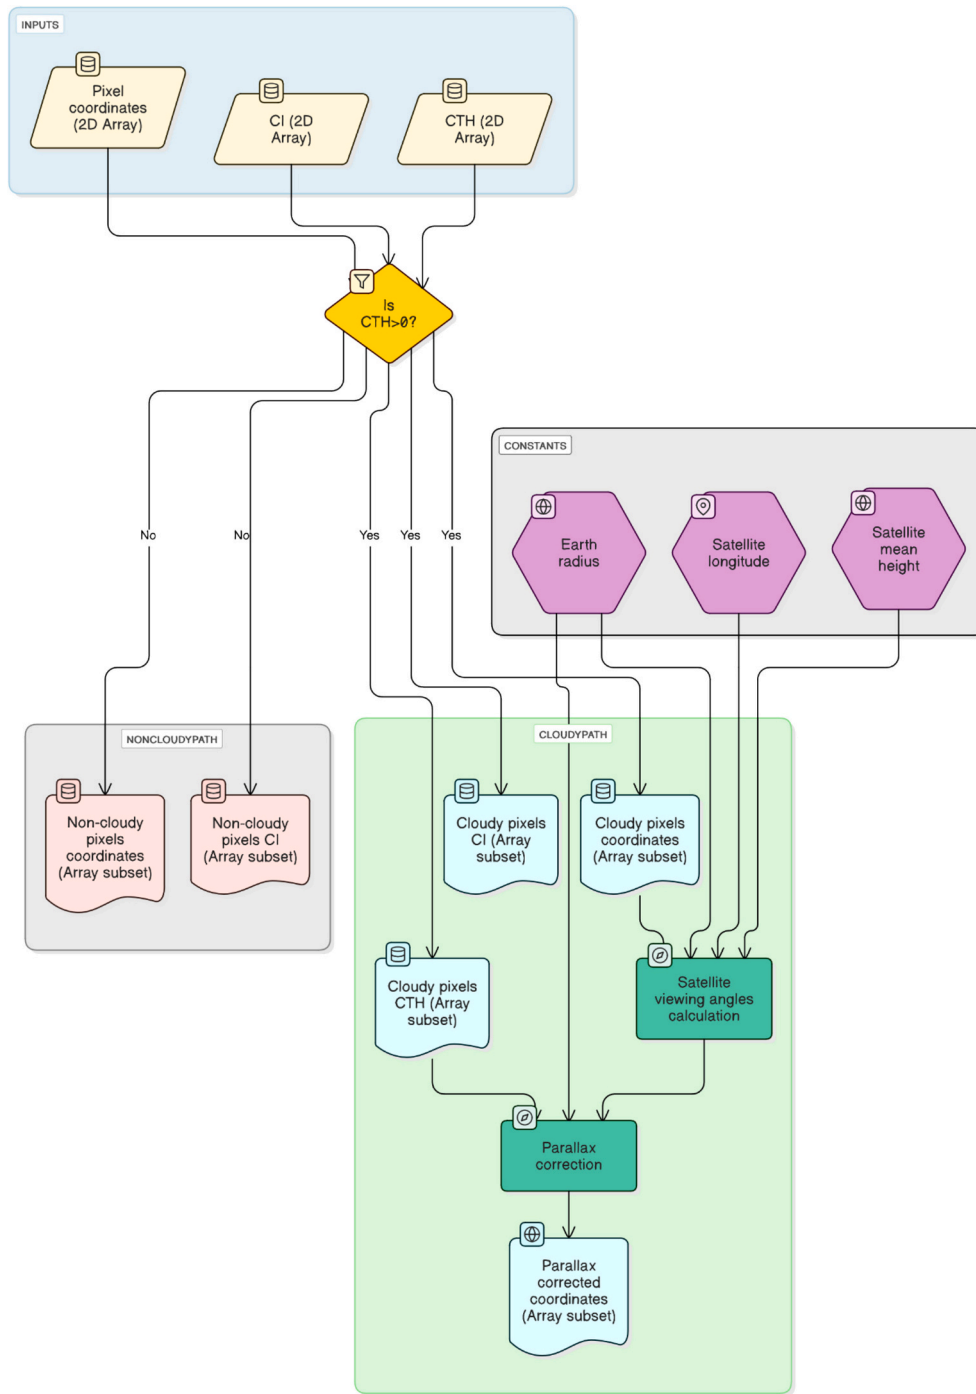 INPUTS
Pixel
coordinates
(2D Array)
CI (2D
Array)
CTH (2D
Array)
Is
CTH>0?
CONSTANTS
Earth
radius
Satellite
longitude
Satellite
mean
height
No
No
Yes
Yes
Yes
NONCLOUDYPATH
Non-cloudy
pixels
coordinates
(Array subset)
Non-cloudy
pixels CI
(Array subset)
CLOUDYPATH
Cloudy pixels
CI (Array
subset)
Cloudy pixels
coordinates
(Array subset)
Cloudy pixels
CTH (Array
subset)
Satellite
viewing angles
calculation
Parallax
correction
Parallax
corrected
coordinates
(Array subset)